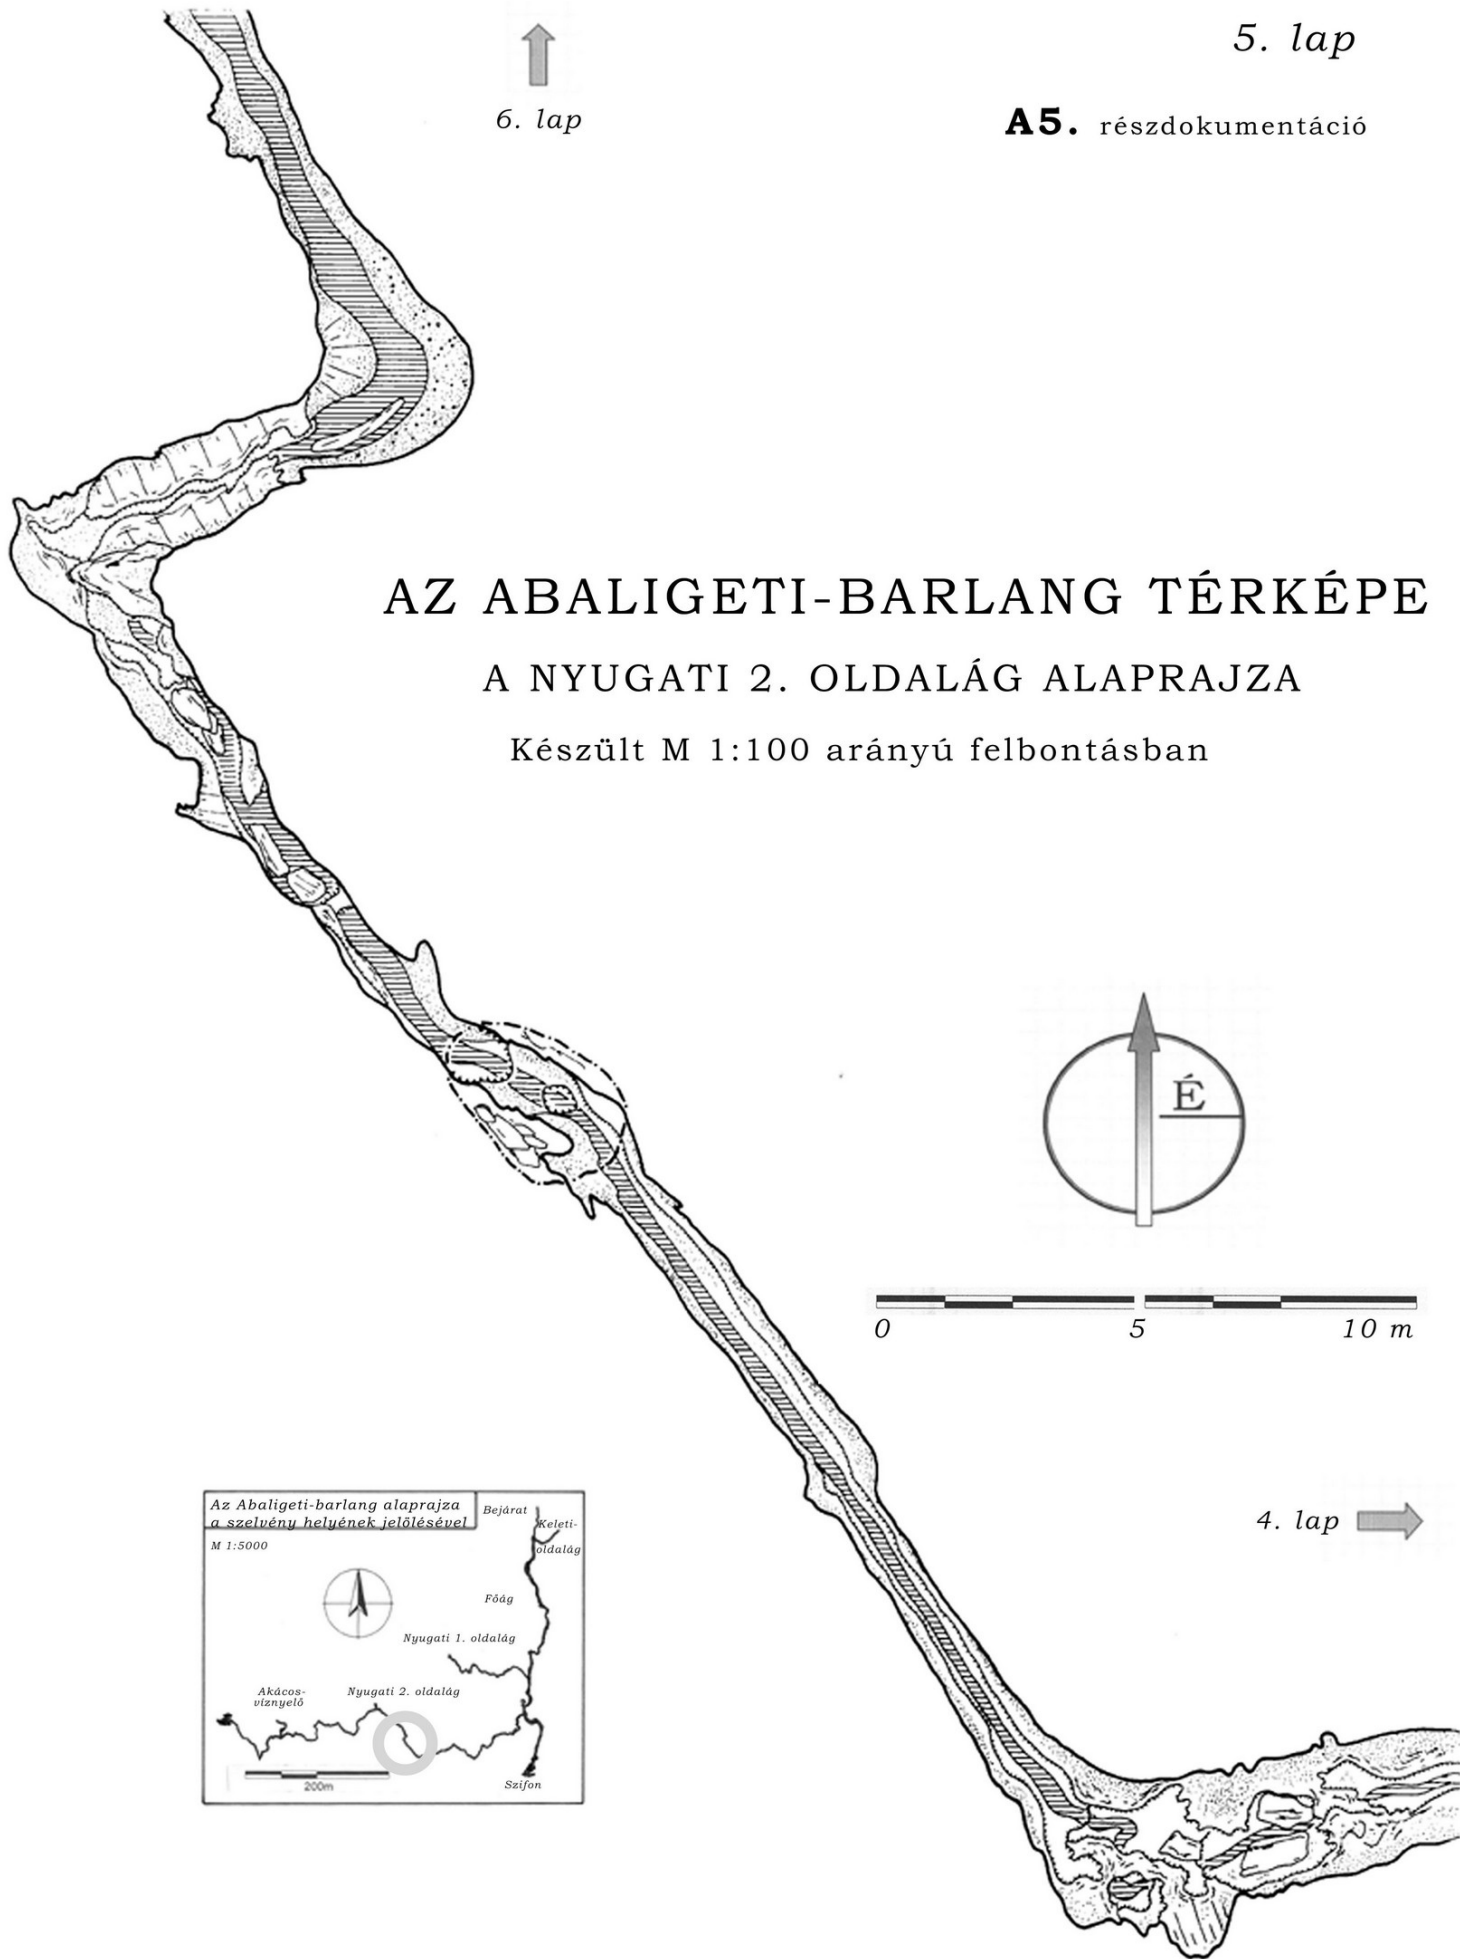 5. lap
6. lap
A5. részdokumentáció
AZ ABALIGETI-BARLANG TÉRKÉPE
A NYUGATI 2. OLDALÁG ALAPRAJZA
Készült M 1:100 arányú felbontásban
É
0 5 10 m
4. lap
Az Abaligeti-barlang alaprajza
a szelvény helyének jelölésével
M 1:5000
Bejárat
Keleti-
oldalág
Főág
Nyugati 1. oldalág
Akácos-
víznyelő
Nyugati 2. oldalág
200m
Szifon